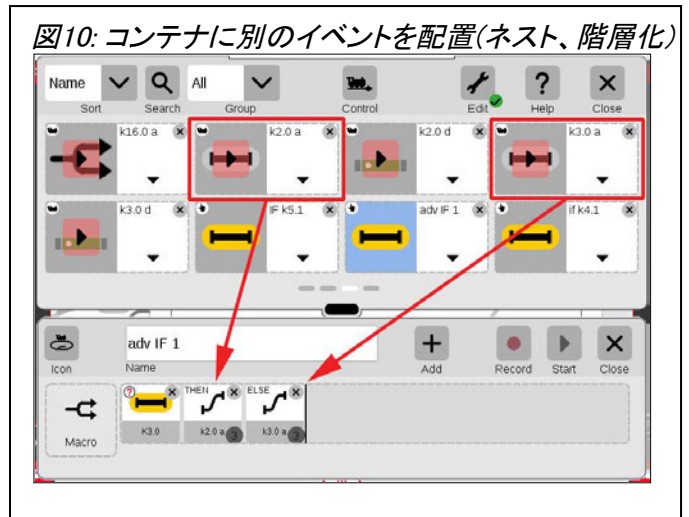 図10: コンテナに別のイベントを配置(ネスト、階層化)
Name All
Sort Search Group Control Edit Help Close
k16.0 a k2.0 a k2.0 d k3.0 a
k3.0 d IF k5.1 adv IF 1 if k4.1
adv IF 1
Icon Name Add Record Start Close
THEN ELSE
Macro K3.0 k2.0 a 3 k3.0 a 3